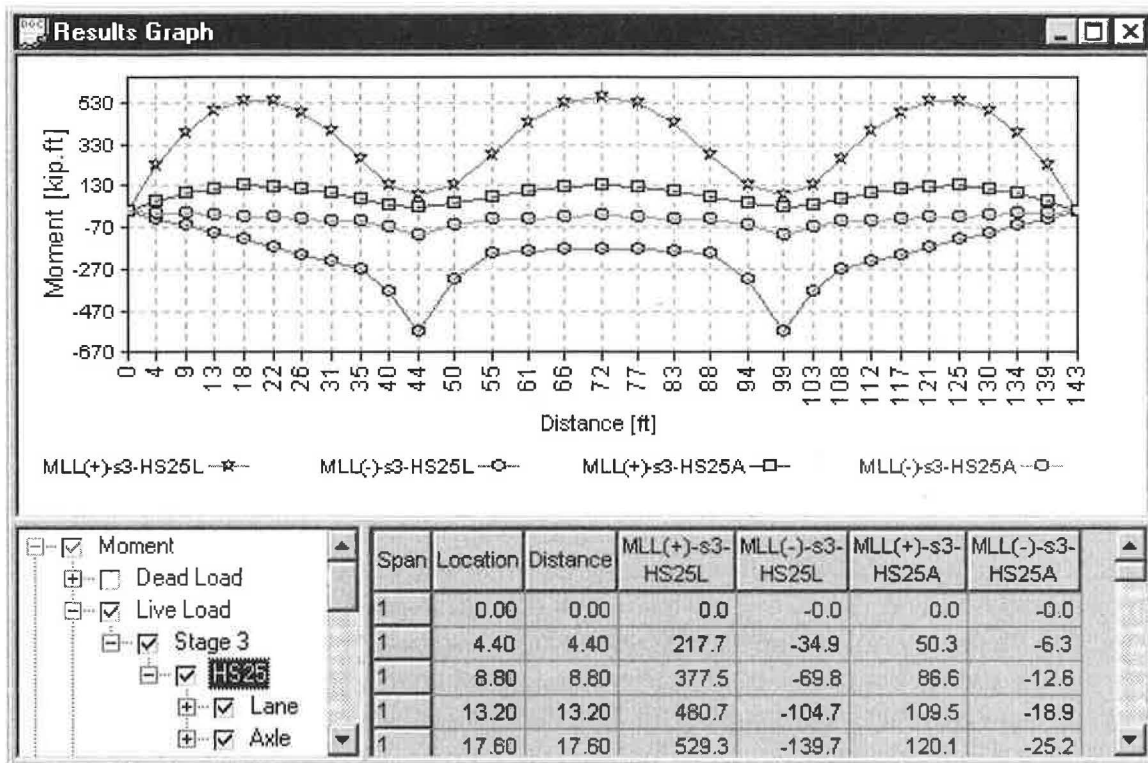 DOC
Results Graph
530
330
130
-70
-270
-470
-670
Moment [kip.ft]
0 4 9 13 18 22 26 31 35 40 44 50 55 61 66 72 77 83 88 94 99 103 108 112 117 121 125 130 134 139 143
Distance [ft]
MLL(+)-s3-HS25L MLL(-)-s3-HS25L MLL(+)-s3-HS25A MLL(-)-s3-HS25A
Moment
Dead Load
Live Load
Stage 3
HS25
Lane
Axle
Span Location Distance MLL(+)-s3-HS25L MLL(-)-s3-HS25L MLL(+)-s3-HS25A MLL(-)-s3-HS25A
1 0.00 0.00 0.0 -0.0 0.0 -0.0
1 4.40 4.40 217.7 -34.9 50.3 -6.3
1 8.80 8.80 377.5 -69.8 86.6 -12.6
1 13.20 13.20 480.7 -104.7 109.5 -18.9
1 17.60 17.60 529.3 -139.7 120.1 -25.2